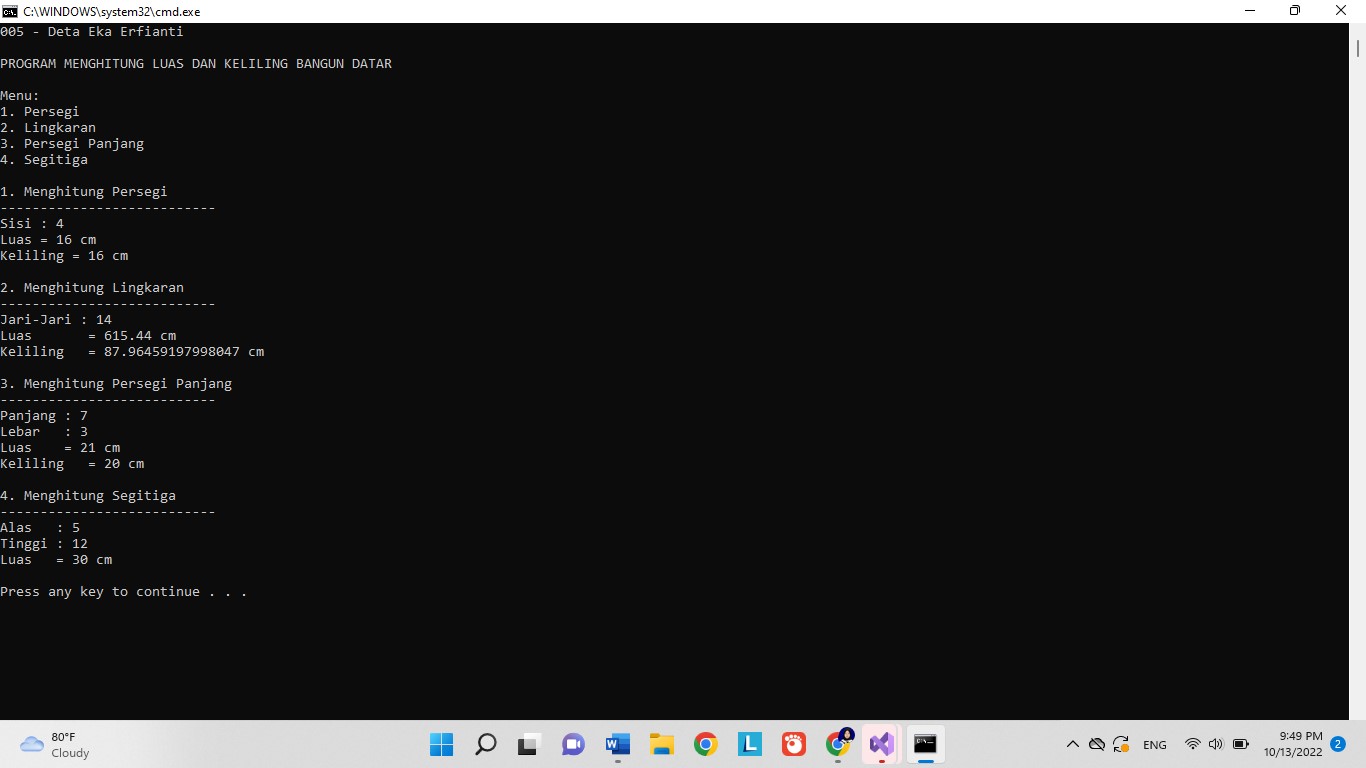 C:\WINDOWS\system32\cmd.exe
005 - Deta Eka Erfianti
PROGRAM MENGHITUNG LUAS DAN KELILING BANGUN DATAR
Menu:
1. Persegi
2. Lingkaran
3. Persegi Panjang
4. Segitiga
1. Menghitung Persegi
---------------------------
Sisi : 4
Luas = 16 cm
Keliling = 16 cm
2. Menghitung Lingkaran
---------------------------
Jari-Jari : 14
Luas       = 615.44 cm
Keliling   = 87.96459197998047 cm
3. Menghitung Persegi Panjang
---------------------------
Panjang : 7
Lebar   : 3
Luas    = 21 cm
Keliling   = 20 cm
4. Menghitung Segitiga
---------------------------
Alas   : 5
Tinggi : 12
Luas   = 30 cm
Press any key to continue . . .
80°F
Cloudy
ENG
9:49 PM
10/13/2022
2